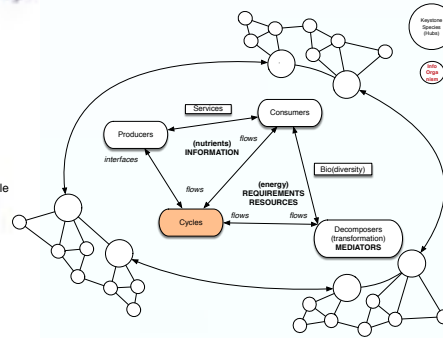 Keystone
Species
(Hubs)
Info
Orga
nism
Services
Consumers
Producers
interfaces
(nutrients)
INFORMATION
flows
Bio(diversity)
le
flows
(energy)
REQUIREMENTS
RESOURCES
Cycles
flows
flows
Decomposers
(transformation)
MEDIATORS